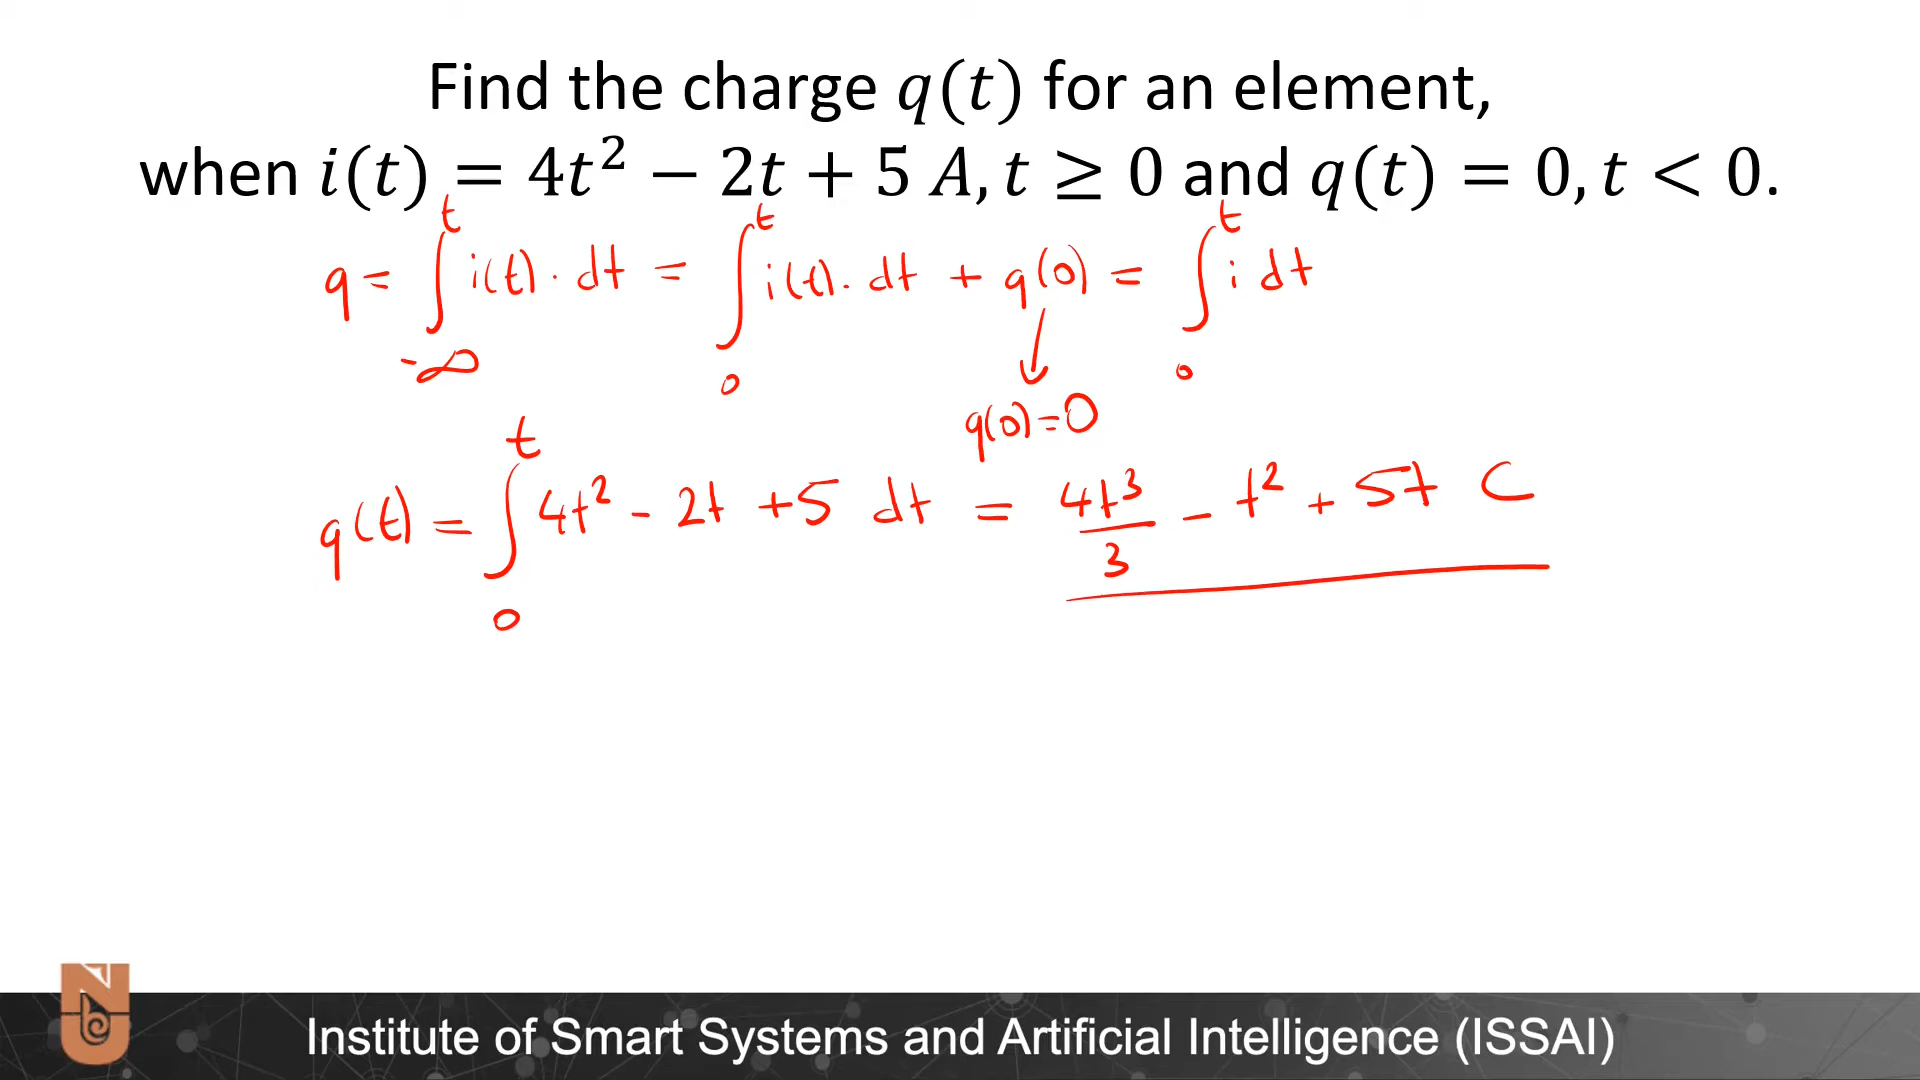 Find the charge q(t) for an element,
when i(t) = 4t² − 2t + 5 A, t ≥ 0 and q(t) = 0, t < 0.
q = ∫_{-∞}^{t} i(t) · dt = ∫_{0}^{t} i(t) · dt + q(0) = ∫_{0}^{t} i dt
q(0) = 0
q(t) = ∫_{0}^{t} 4t² - 2t + 5 dt = 4t³/3 - t² + 5t C
Institute of Smart Systems and Artificial Intelligence (ISSAI)